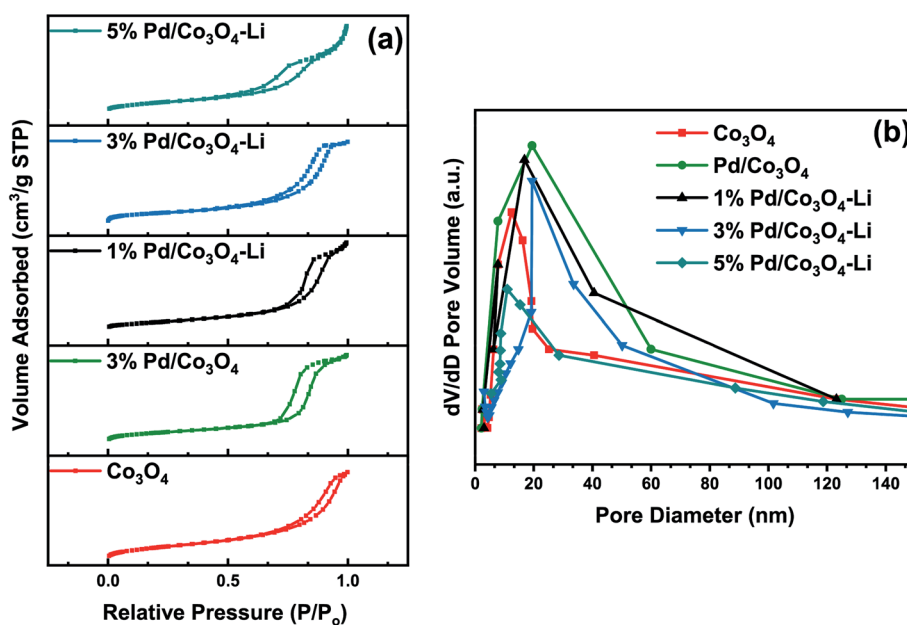 5% Pd/Co₃O₄-Li
(a)
3% Pd/Co₃O₄-Li
1% Pd/Co₃O₄-Li
3% Pd/Co₃O₄
Co₃O₄
Volume Adsorbed (cm³/g STP)
0.0 0.5 1.0
Relative Pressure (P/Pₒ)
(b)
Co₃O₄
Pd/Co₃O₄
1% Pd/Co₃O₄-Li
3% Pd/Co₃O₄-Li
5% Pd/Co₃O₄-Li
dV/dD Pore Volume (a.u.)
0 20 40 60 80 100 120 140
Pore Diameter (nm)